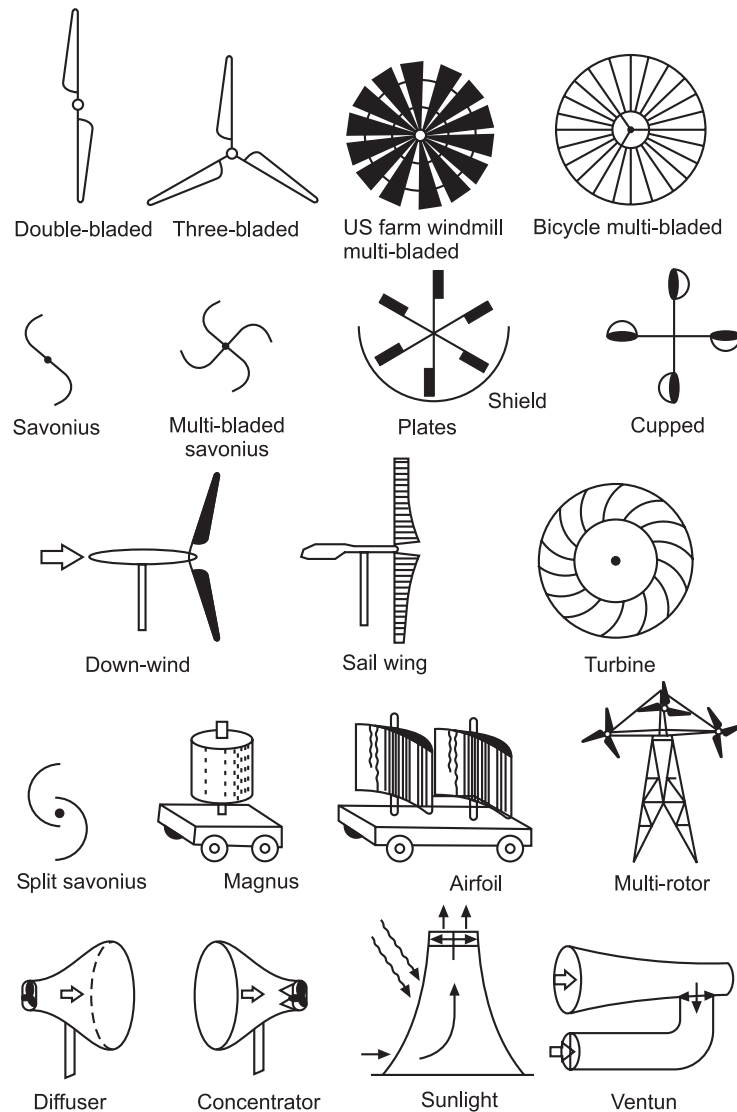 Double-bladed
Three-bladed
US farm windmill
multi-bladed
Bicycle multi-bladed
Savonius
Multi-bladed
savonius
Shield
Plates
Cupped
Down-wind
Sail wing
Turbine
Split savonius
Magnus
Airfoil
Multi-rotor
Diffuser
Concentrator
Sunlight
Ventun